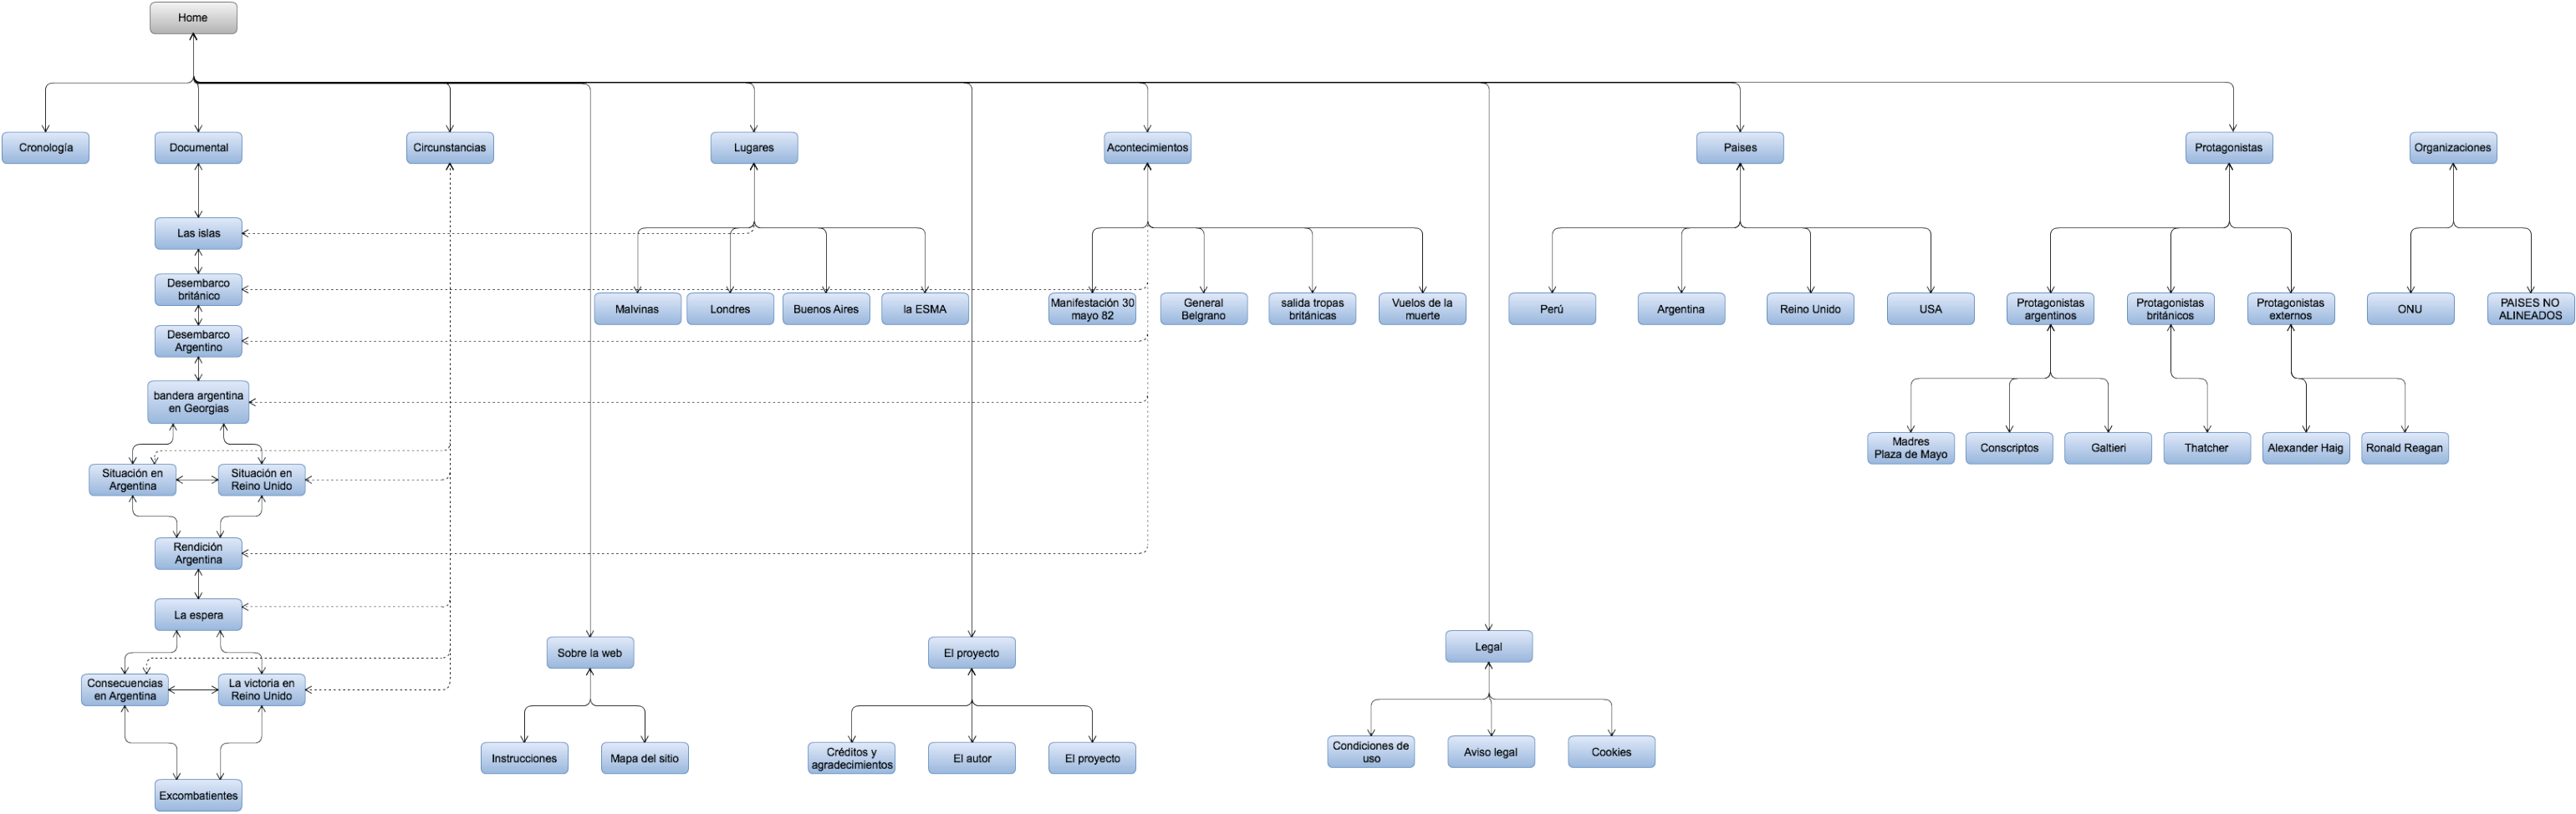 Home
Cronología
Documental
Circunstancias
Lugares
Acontecimientos
Paises
Protagonistas
Organizaciones
Las islas
Desembarco
británico
Desembarco
Argentino
bandera argentina
en Georgias
Situación en
Argentina
Situación en
Reino Unido
Rendición
Argentina
La espera
Consecuencias
en Argentina
La victoria en
Reino Unido
Excombatientes
Malvinas
Londres
Buenos Aires
la ESMA
Manifestación 30
mayo 82
General
Belgrano
salida tropas
británicas
Vuelos de la
muerte
Perú
Argentina
Reino Unido
USA
Protagonistas
argentinos
Protagonistas
británicos
Protagonistas
externos
ONU
PAISES NO
ALINEADOS
Madres
Plaza de Mayo
Conscriptos
Galtieri
Thatcher
Alexander Haig
Ronald Reagan
Sobre la web
El proyecto
Legal
Instrucciones
Mapa del sitio
Créditos y
agradecimientos
El autor
El proyecto
Condiciones de
uso
Aviso legal
Cookies